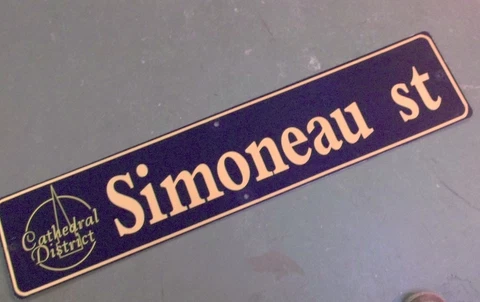 Cathedral
District
Simoneau st